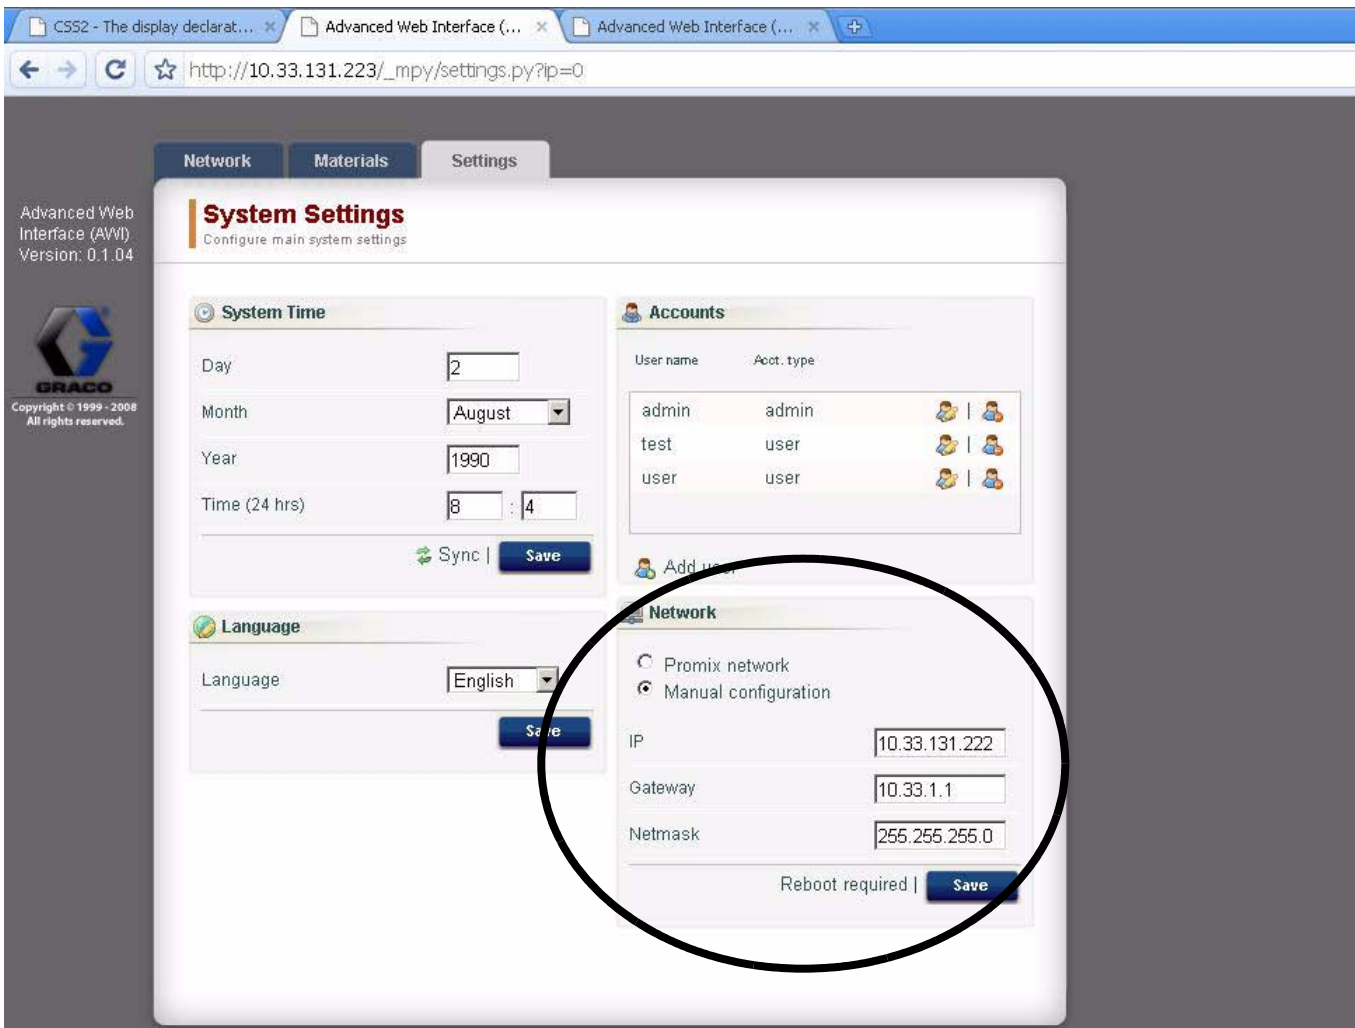 CSS2 - The display declarat...
Advanced Web Interface (...
Advanced Web Interface (...
http://10.33.131.223/_mpy/settings.py?ip=0
Network
Materials
Settings
Advanced Web
Interface (AWI)
Version: 0.1.04
GRACO
Copyright © 1999 - 2008
All rights reserved.
System Settings
Configure main system settings
System Time
Day
2
Month
August
Year
1990
Time (24 hrs)
8 : 4
Sync | Save
Language
Language
English
Save
Accounts
User name Acct. type
admin admin |
test user |
user user |
Add user
Network
Promix network
Manual configuration
IP
10.33.131.222
Gateway
10.33.1.1
Netmask
255.255.255.0
Reboot required | Save